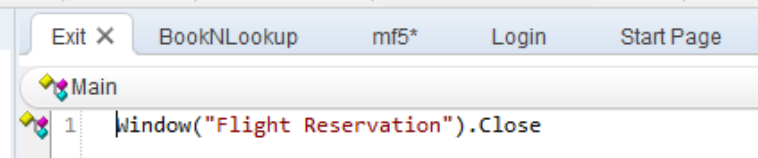 Exit BookNLookup mf5* Login Start Page
Main
1 Window("Flight Reservation").Close